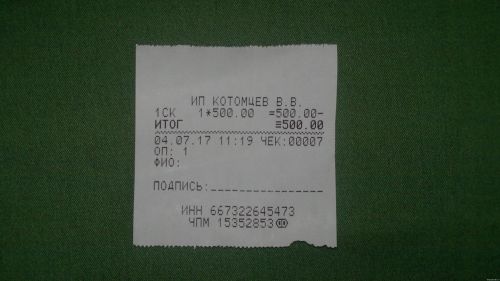 ИП КОТОМЦЕВ В.В.
1СК 1*500.00 =500.00-
ИТОГ ≡500.00
04.07.17 11:19 ЧЕК:00007
ОП: 1
ФИО:
ПОДПИСЬ:________________
ИНН 667322645473
ЧПМ 15352853